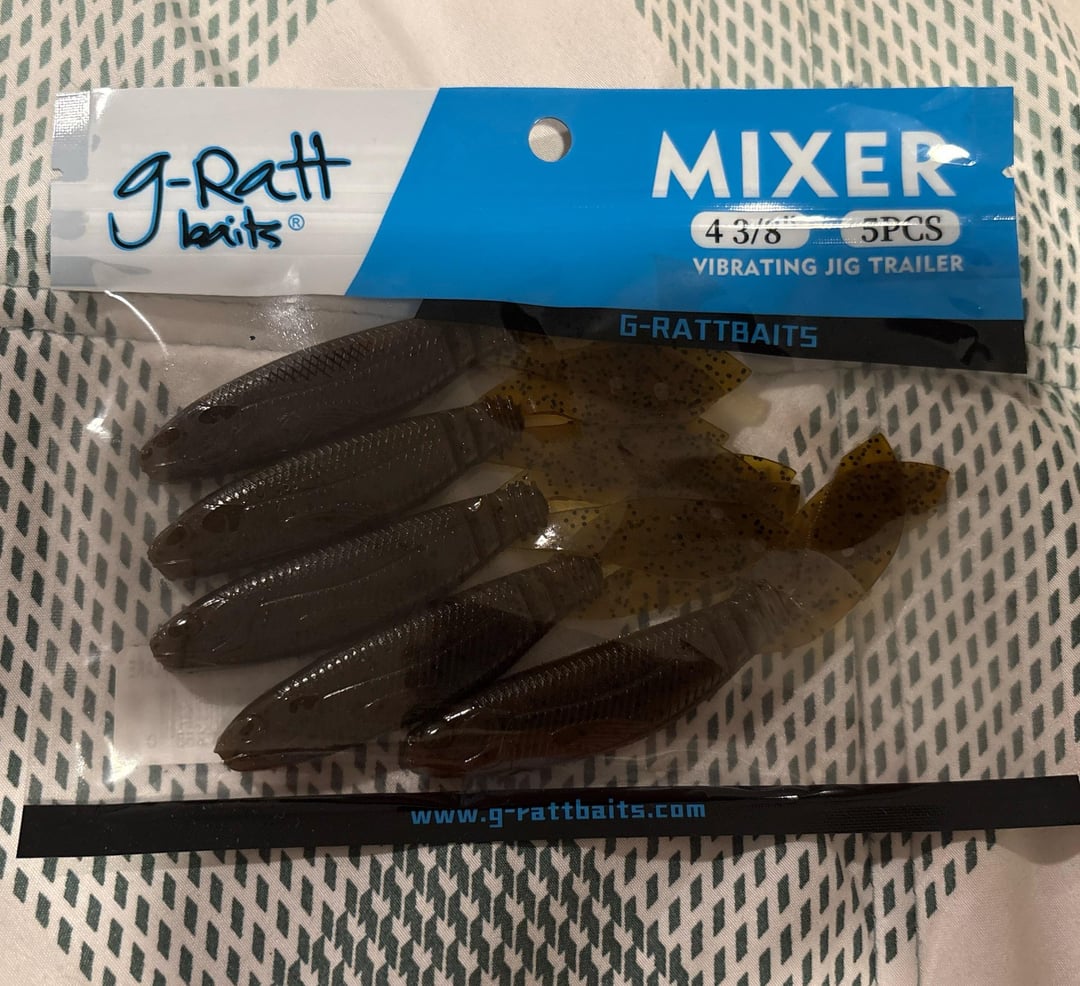 g-Ratt
baits®
MIXER
4 3/8" 5PCS
VIBRATING JIG TRAILER
G-RATTBAITS
www.g-rattbaits.com